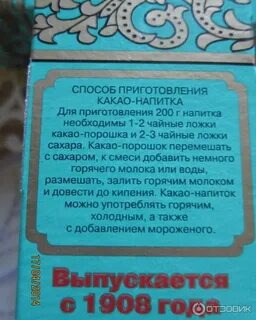 СПОСОБ ПРИГОТОВЛЕНИЯ
КАКАО-НАПИТКА
Для приготовления 200 г напитка
необходимы 1-2 чайные ложки
какао-порошка и 2-3 чайные ложки
сахара. Какао-порошок перемешать
с сахаром, к смеси добавить немного
горячего молока или воды,
размешать, залить горячим молоком
и довести до кипения. Какао-напиток
можно употреблять горячим,
холодным, а также
с добавлением мороженого.
Выпускается
с 1908 года
ОТЗОВИК